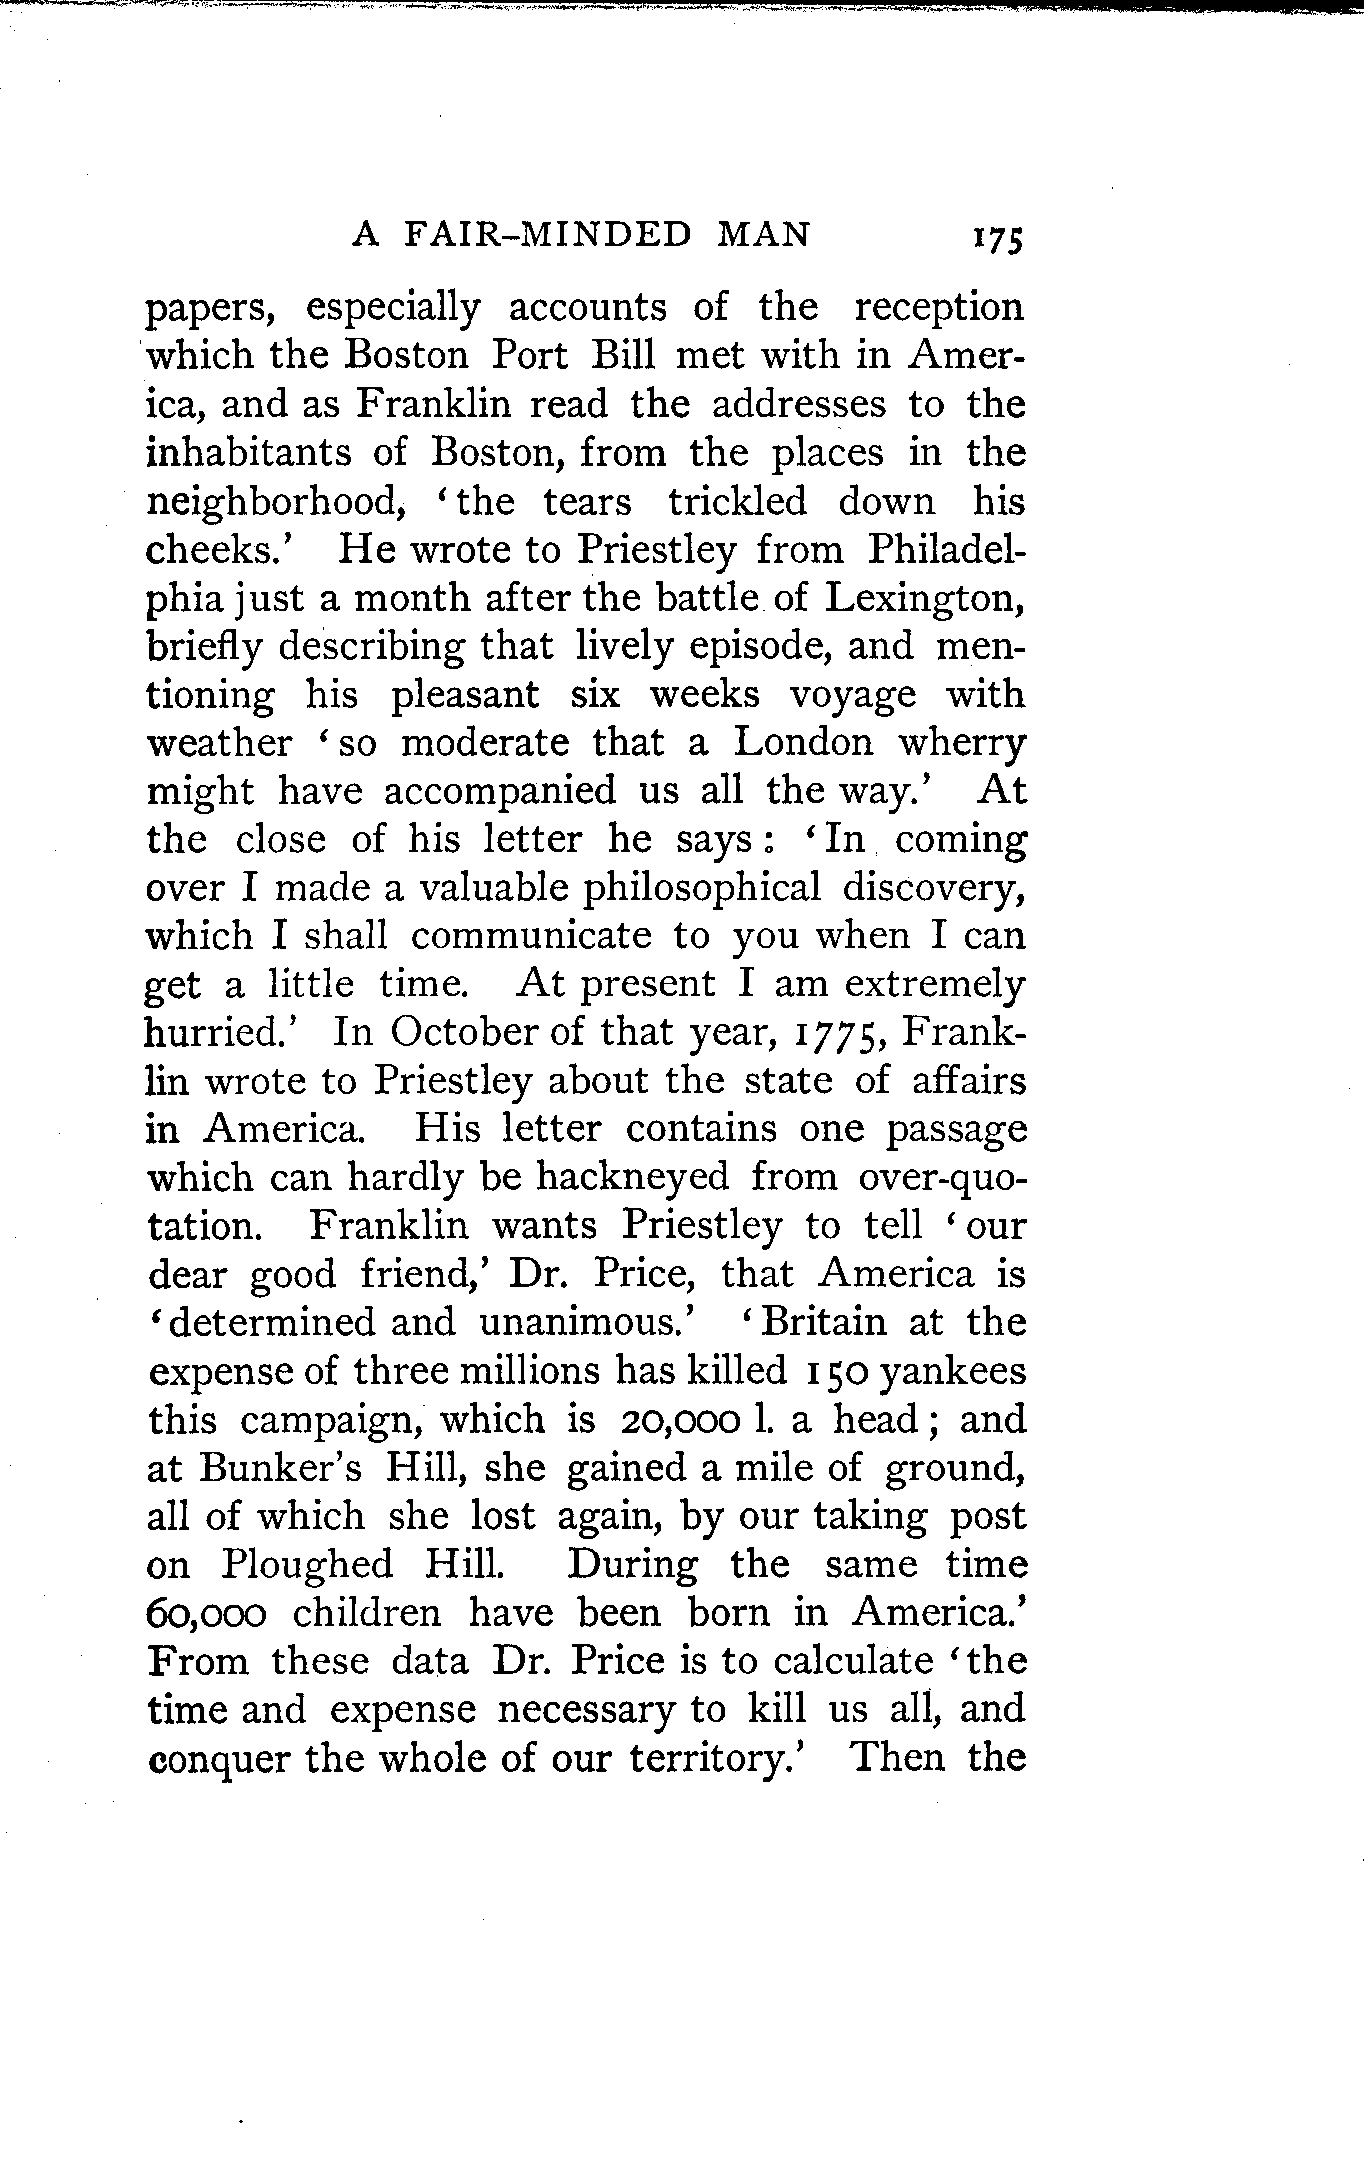 A FAIR-MINDED MAN 175
papers, especially accounts of the reception
which the Boston Port Bill met with in Amer-
ica, and as Franklin read the addresses to the
inhabitants of Boston, from the places in the
neighborhood, ‘the tears trickled down his
cheeks.’ He wrote to Priestley from Philadel-
phia just a month after the battle of Lexington,
briefly describing that lively episode, and men-
tioning his pleasant six weeks voyage with
weather ‘so moderate that a London wherry
might have accompanied us all the way.’ At
the close of his letter he says: ‘In coming
over I made a valuable philosophical discovery,
which I shall communicate to you when I can
get a little time. At present I am extremely
hurried.’ In October of that year, 1775, Frank-
lin wrote to Priestley about the state of affairs
in America. His letter contains one passage
which can hardly be hackneyed from over-quo-
tation. Franklin wants Priestley to tell ‘our
dear good friend,’ Dr. Price, that America is
‘determined and unanimous.’ ‘Britain at the
expense of three millions has killed 150 yankees
this campaign, which is 20,000 l. a head; and
at Bunker's Hill, she gained a mile of ground,
all of which she lost again, by our taking post
on Ploughed Hill. During the same time
60,000 children have been born in America.’
From these data Dr. Price is to calculate ‘the
time and expense necessary to kill us all, and
conquer the whole of our territory.’ Then the